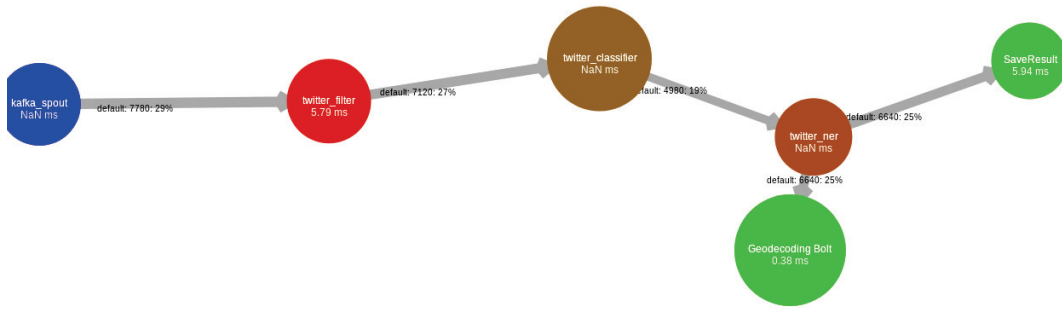 kafka_spout
NaN ms
default: 7780: 29%
twitter_filter
5.79 ms
default: 7120: 27%
twitter_classifier
NaN ms
default: 4980: 19%
twitter_ner
NaN ms
default: 6640: 25%
SaveResult
5.94 ms
default: 6640: 25%
Geodecoding Bolt
0.38 ms